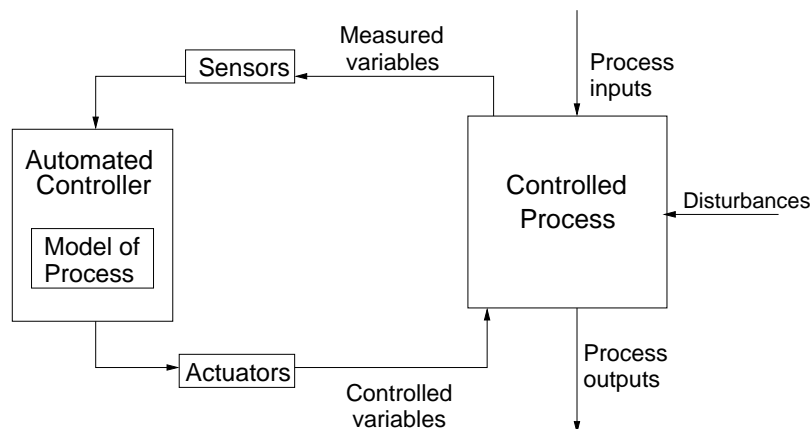 Measured
variables
Sensors
Process
inputs
Automated
Controller
Model of
Process
Controlled
Process
Disturbances
Actuators
Controlled
variables
Process
outputs